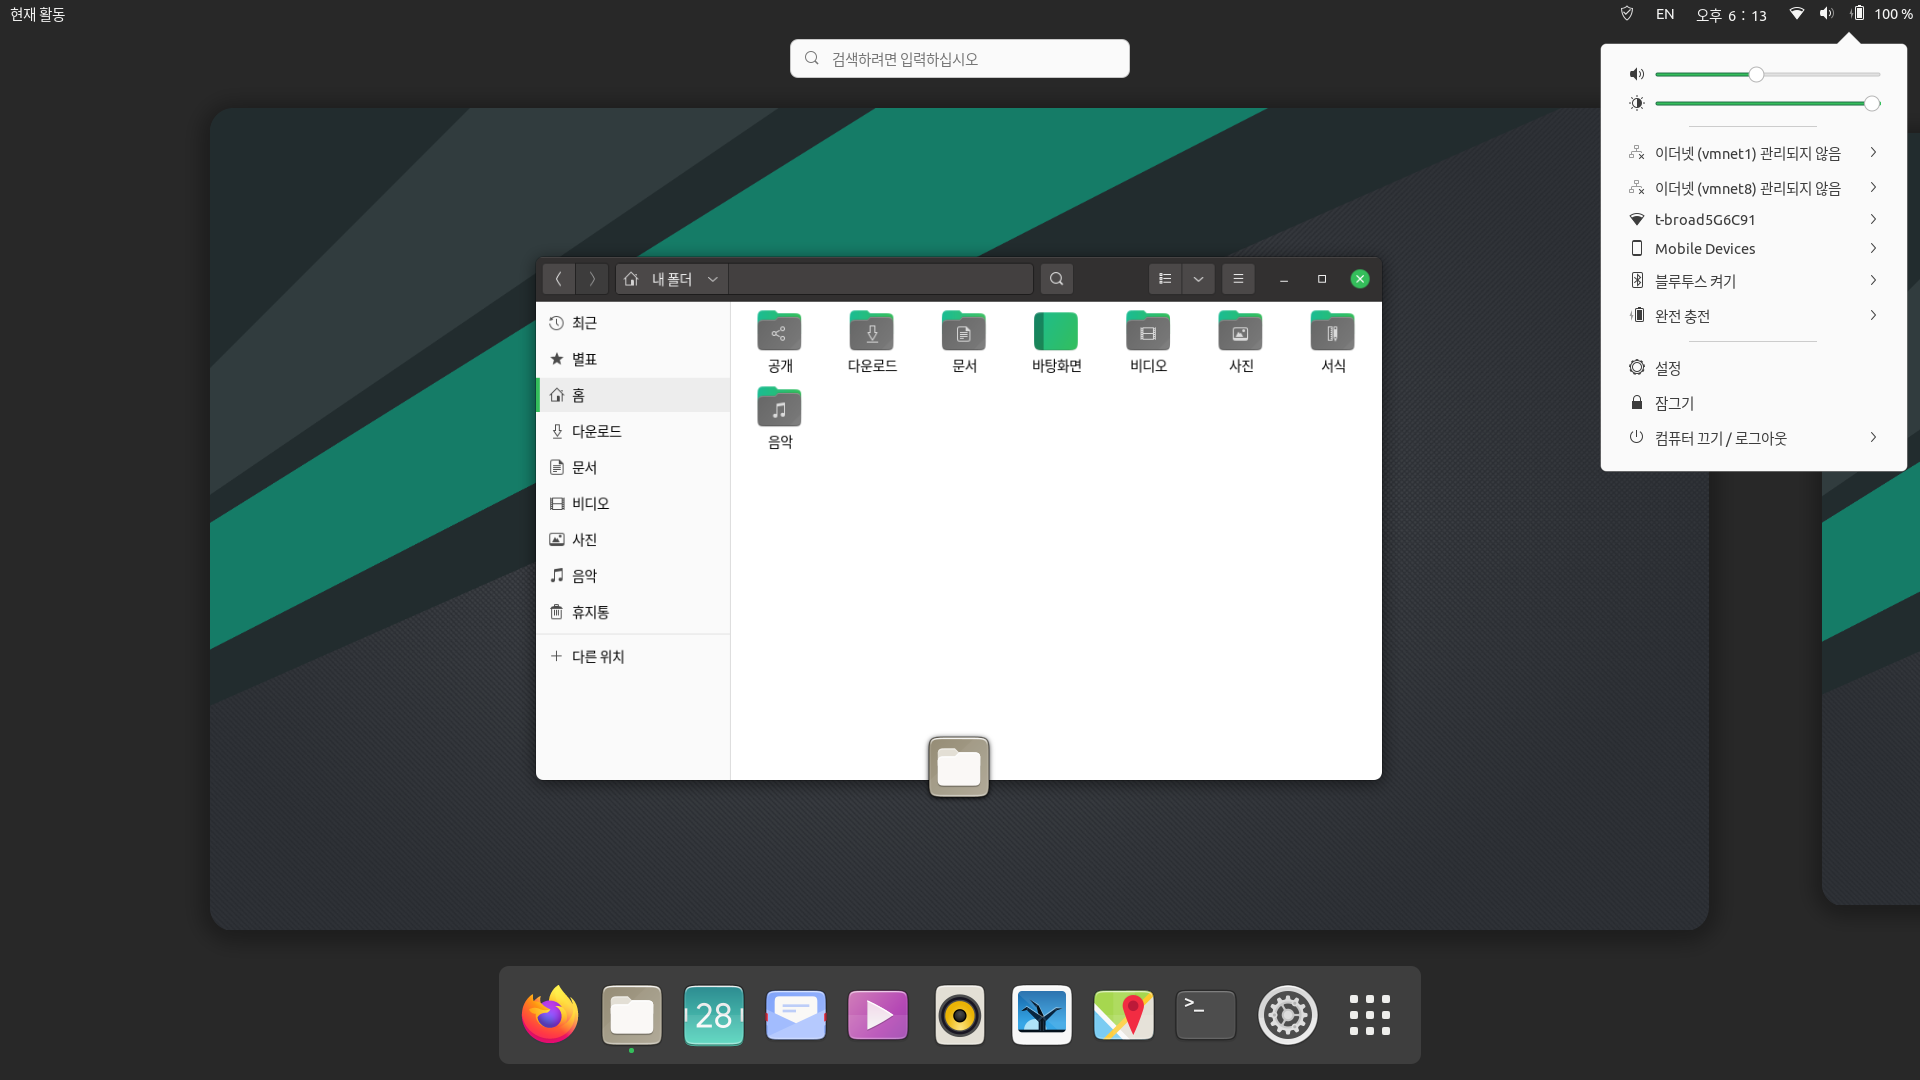 현재 활동
EN
오후 6 : 13
100 %
검색하려면 입력하십시오
이더넷 (vmnet1) 관리되지 않음
이더넷 (vmnet8) 관리되지 않음
t-broad5G6C91
Mobile Devices
블루투스 켜기
완전 충전
설정
잠그기
컴퓨터 끄기 / 로그아웃
내 폴더
최근
별표
홈
다운로드
문서
비디오
사진
음악
휴지통
다른 위치
공개
다운로드
문서
바탕화면
비디오
사진
서식
음악
28
>_